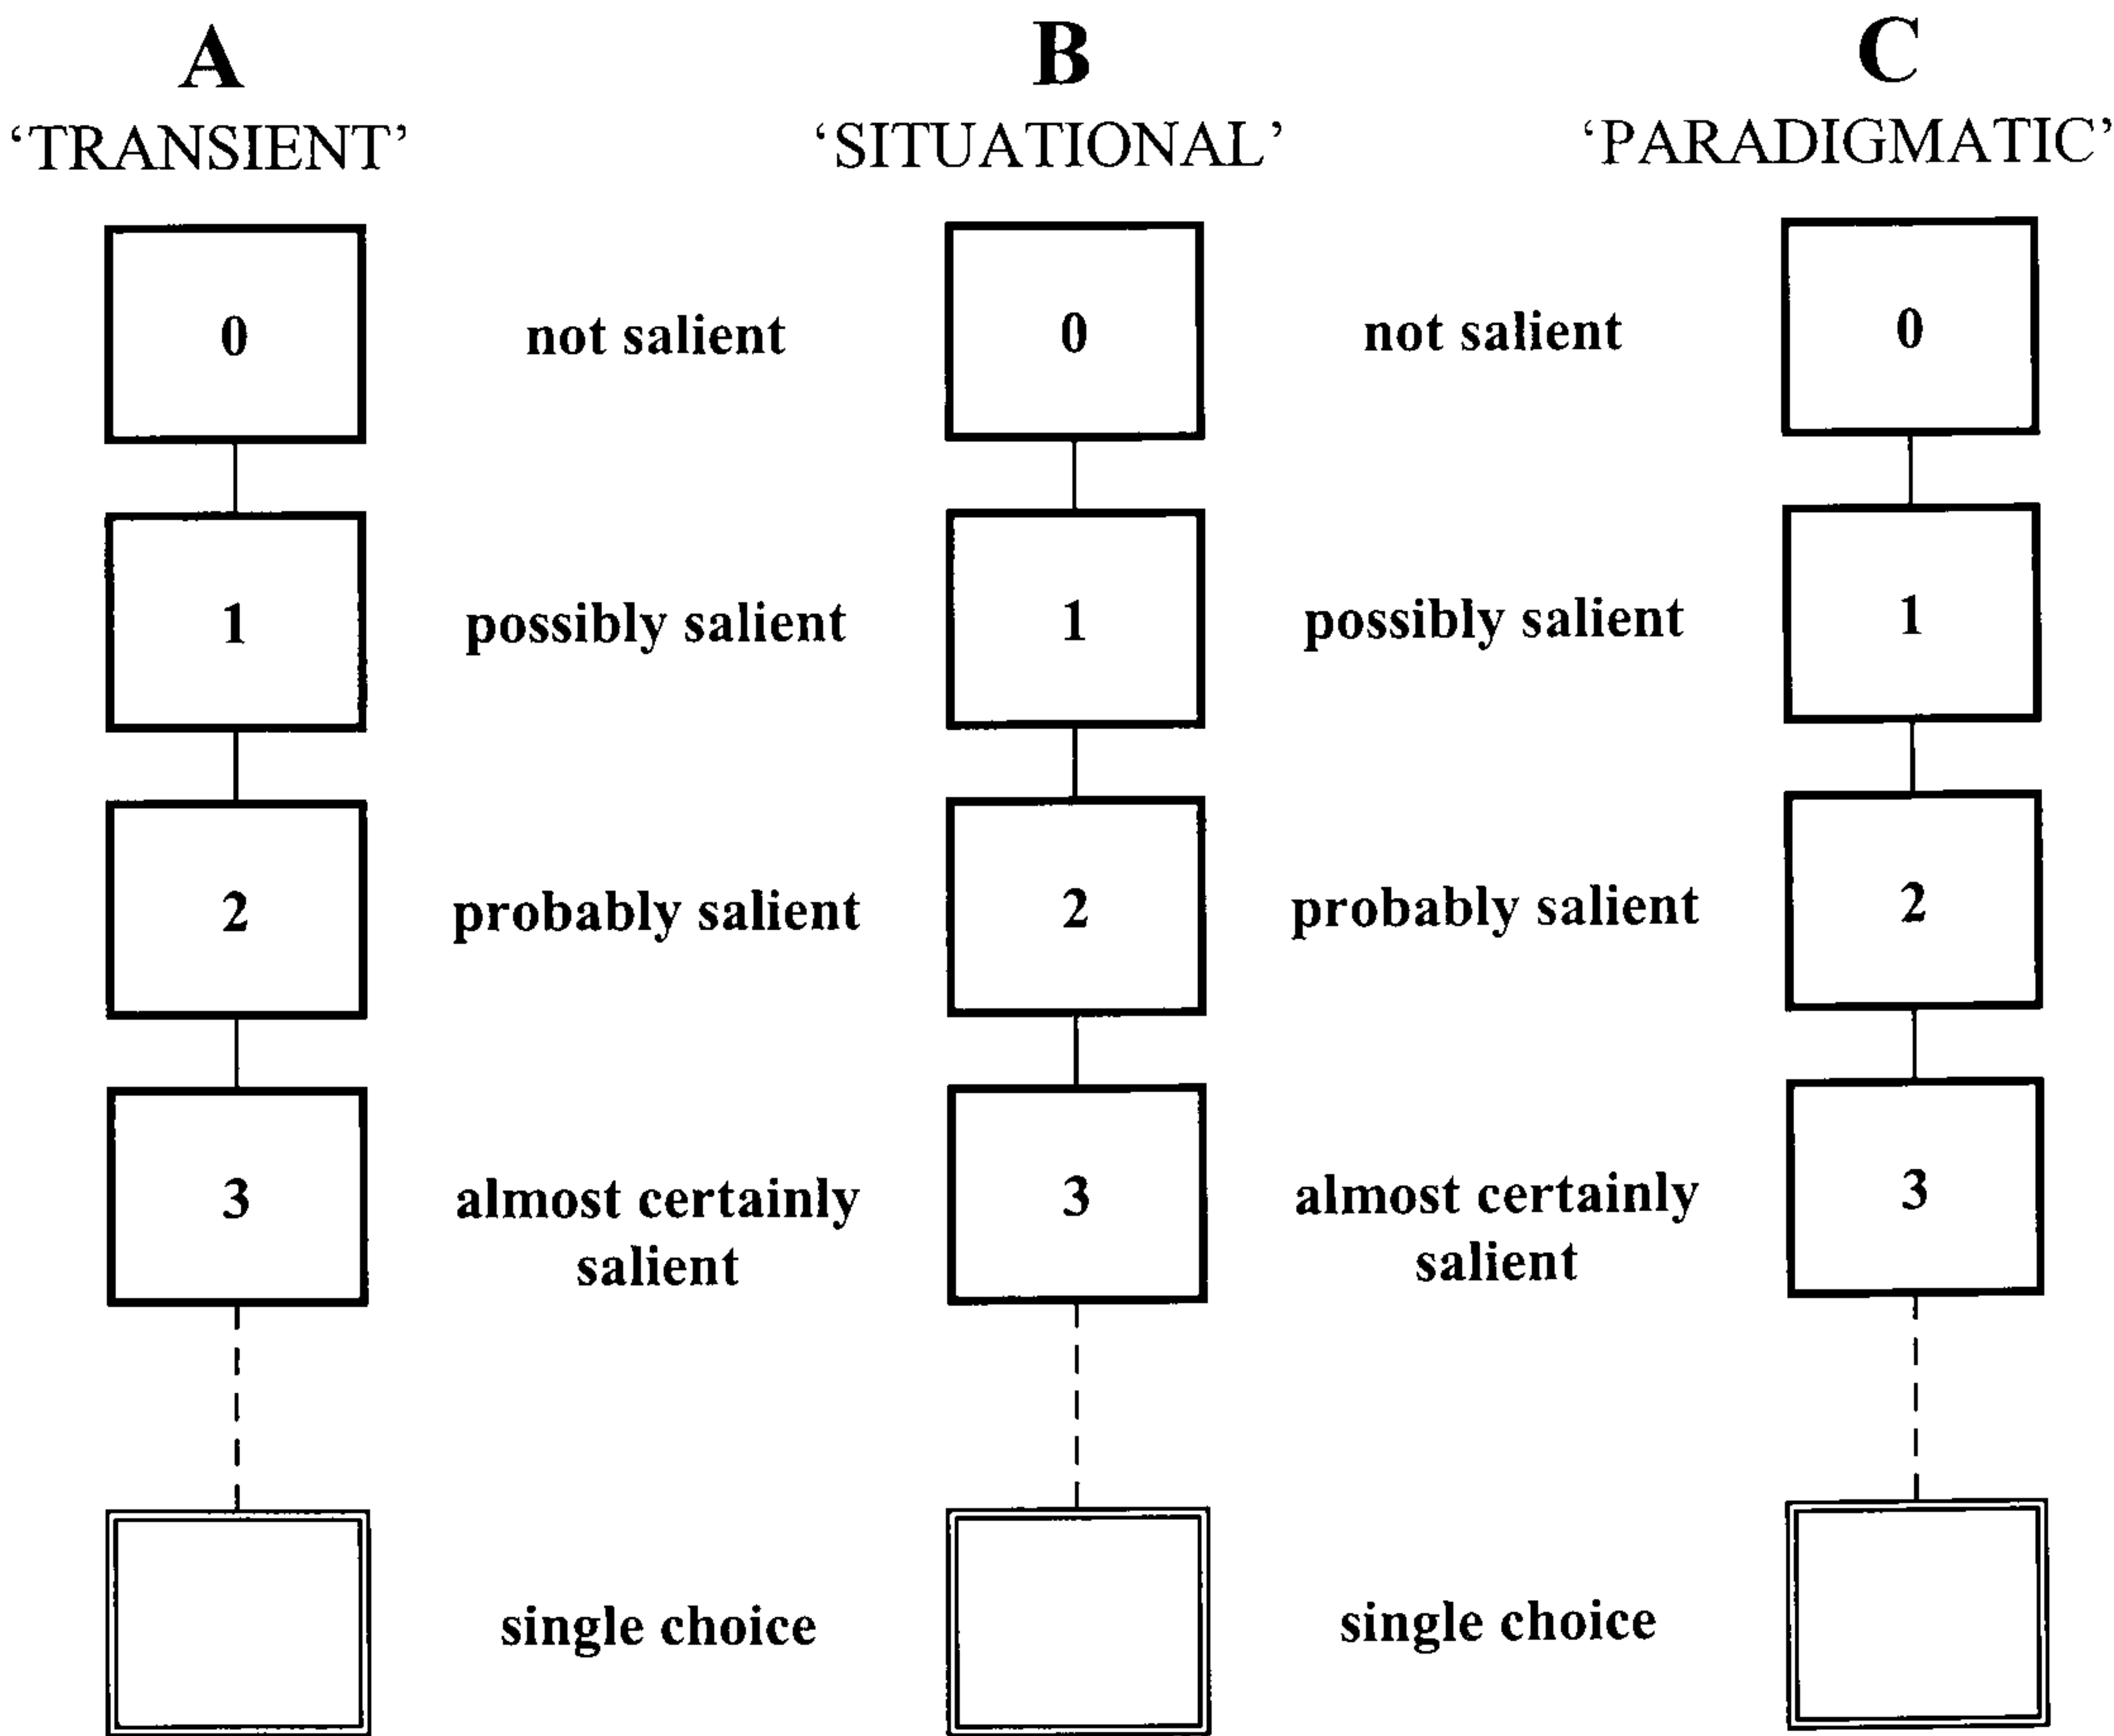 A B C
‘TRANSIENT’ ‘SITUATIONAL’ ‘PARADIGMATIC’
0 not salient 0 not salient 0
1 possibly salient 1 possibly salient 1
2 probably salient 2 probably salient 2
3 almost certainly 3 almost certainly 3
salient salient
single choice single choice